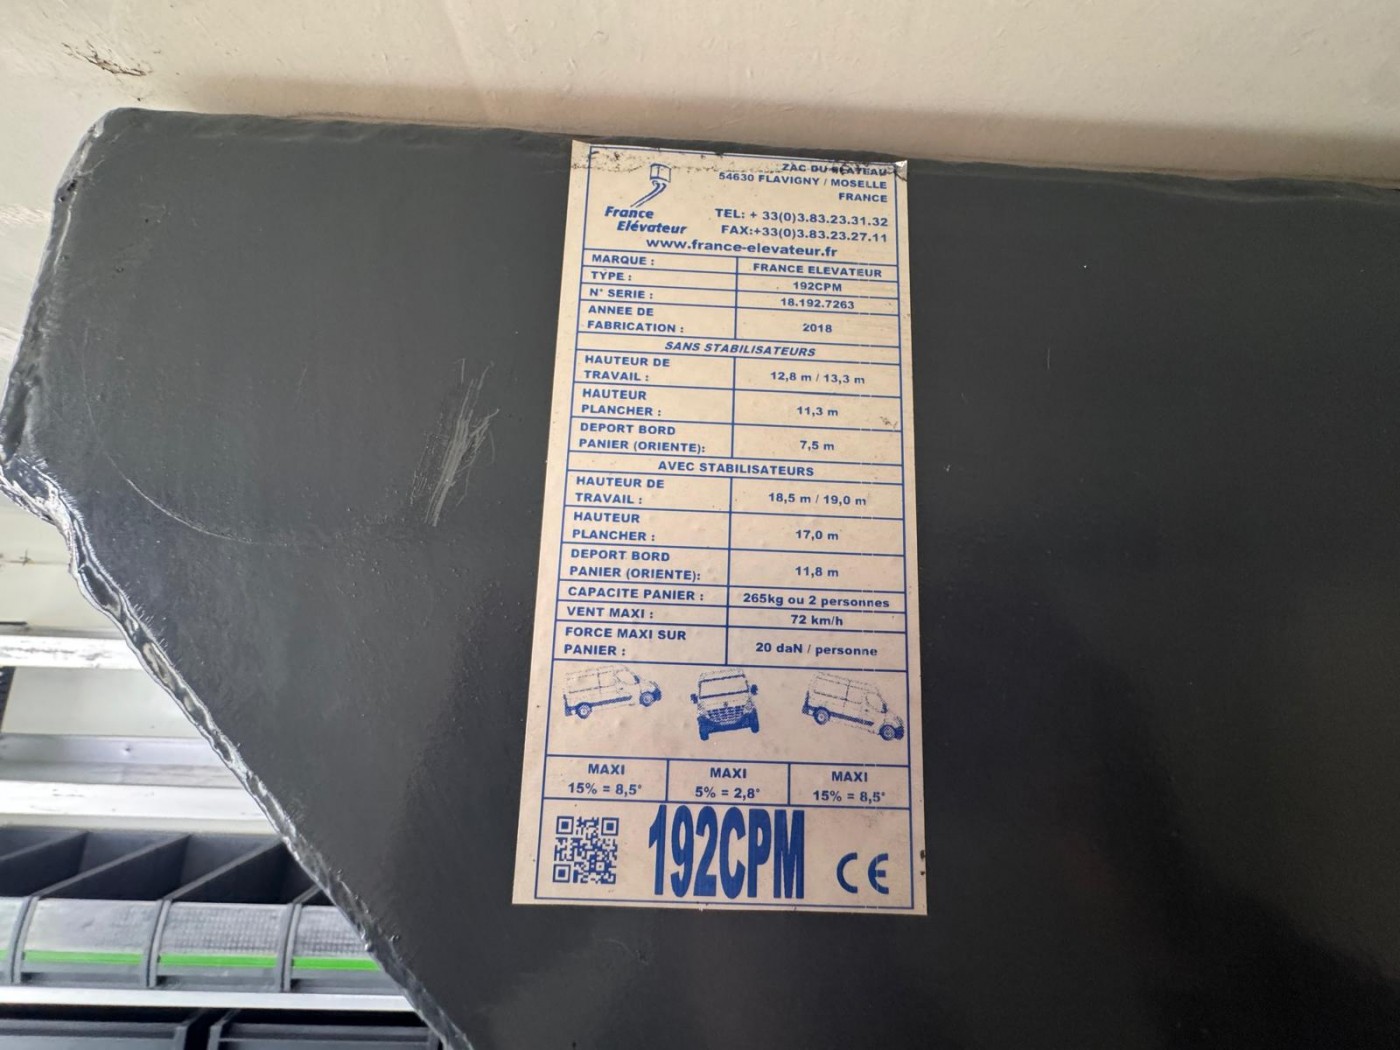 ZAC DU PLATEAU
54630 FLAVIGNY / MOSELLE
FRANCE
France
Elévateur
TEL: + 33(0)3.83.23.31.32
FAX:+33(0)3.83.23.27.11
www.france-elevateur.fr
MARQUE : FRANCE ELEVATEUR
TYPE : 192CPM
N° SERIE : 18.192.7263
ANNEE DE
FABRICATION : 2018
SANS STABILISATEURS
HAUTEUR DE
TRAVAIL : 12,8 m / 13,3 m
HAUTEUR
PLANCHER : 11,3 m
DEPORT BORD
PANIER (ORIENTE): 7,5 m
AVEC STABILISATEURS
HAUTEUR DE
TRAVAIL : 18,5 m / 19,0 m
HAUTEUR
PLANCHER : 17,0 m
DEPORT BORD
PANIER (ORIENTE): 11,8 m
CAPACITE PANIER : 265kg ou 2 personnes
VENT MAXI : 72 km/h
FORCE MAXI SUR
PANIER : 20 daN / personne
MAXI MAXI MAXI
15% = 8,5° 5% = 2,8° 15% = 8,5°
192CPM CE